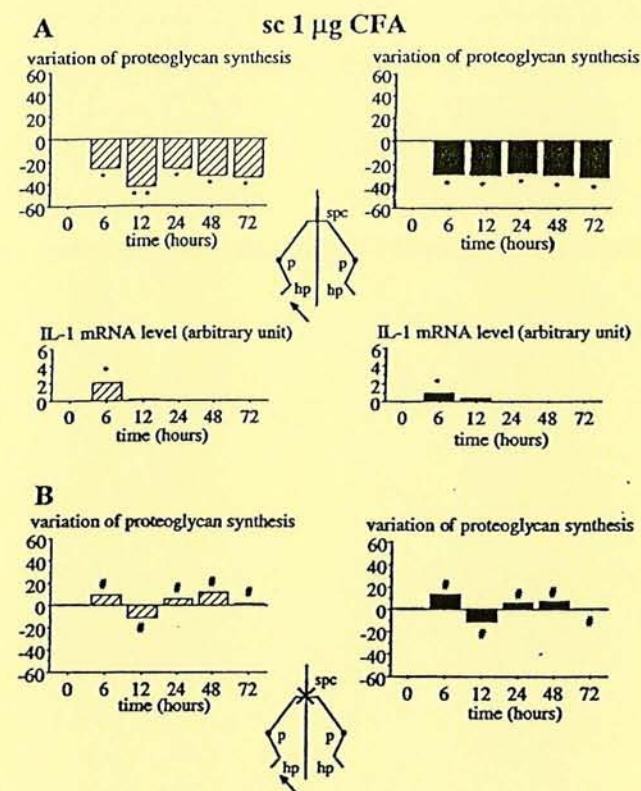 A
sc 1 µg CFA
variation of proteoglycan synthesis
60
40
20
0
-20
-40
-60
0 6 12 24 48 72
time (hours)
variation of proteoglycan synthesis
60
40
20
0
-20
-40
-60
0 6 12 24 48 72
time (hours)
spc
p p
hp hp
IL-1 mRNA level (arbitrary unit)
6
4
2
0
0 6 12 24 48 72
time (hours)
IL-1 mRNA level (arbitrary unit)
6
4
2
0
0 6 12 24 48 72
time (hours)
B
variation of proteoglycan synthesis
60
40
20
0
-20
-40
-60
# # # # #
0 6 12 24 48 72
time (hours)
variation of proteoglycan synthesis
60
40
20
0
-20
-40
-60
# # # # #
0 6 12 24 48 72
time (hours)
spc
p p
hp hp